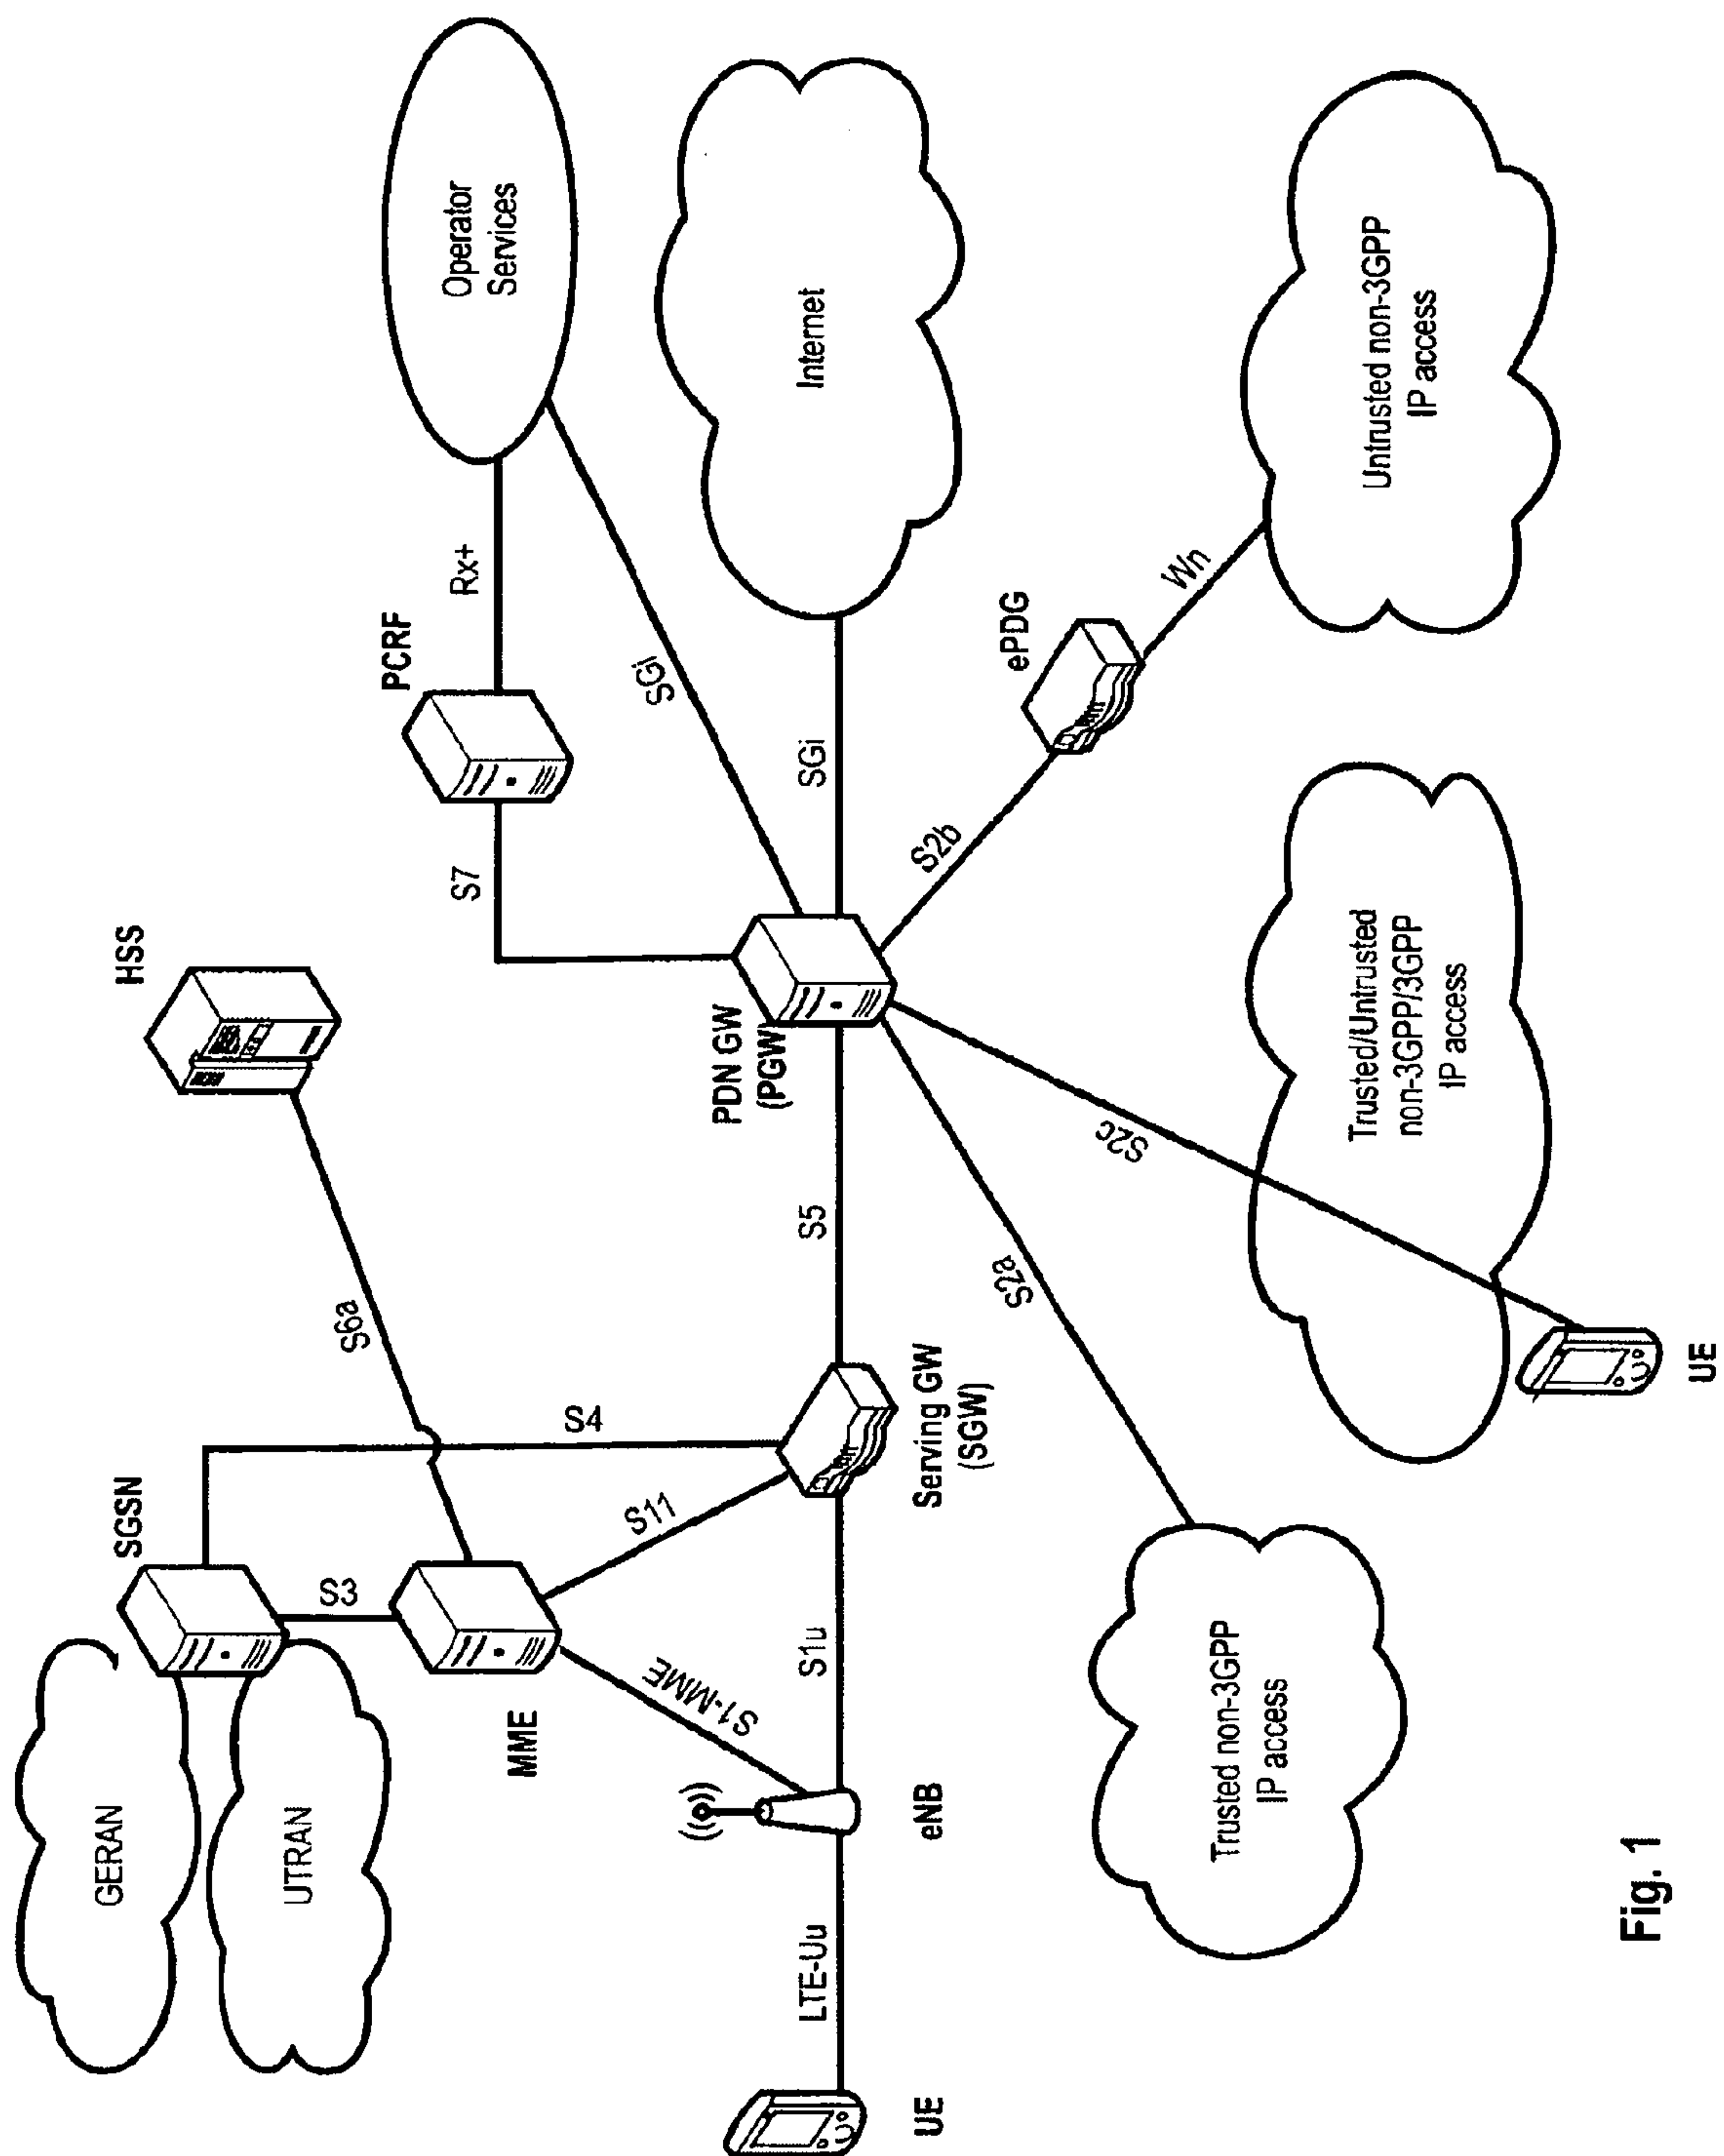 GERAN
UTRAN
SGSN
HSS
S3
S4
S6a
MME
S11
S1-MME
PCRF
S7
Rx+
Operator
Services
SGi
UE
LTE-Uu
eNB
S1u
Serving GW
(SGW)
S5
PDN GW
(PGW)
SGi
Internet
S2a
S2c
S2b
ePDG
Wn
Trusted non-3GPP
IP access
Trusted/Untrusted
non-3GPP/3GPP
IP access
Untrusted non-3GPP
IP access
UE
Fig. 1